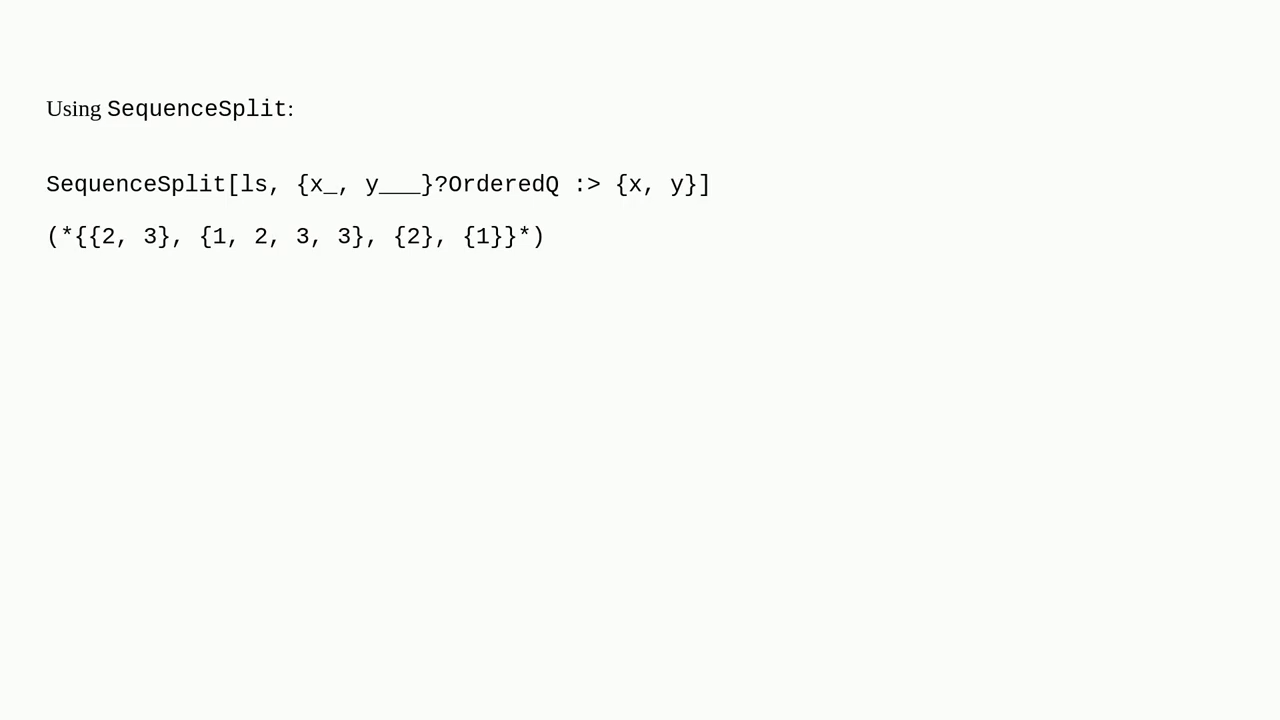 Using SequenceSplit:
SequenceSplit[ls, {x_, y___}?OrderedQ :> {x, y}]
(*{{2, 3}, {1, 2, 3, 3}, {2}, {1}}*)